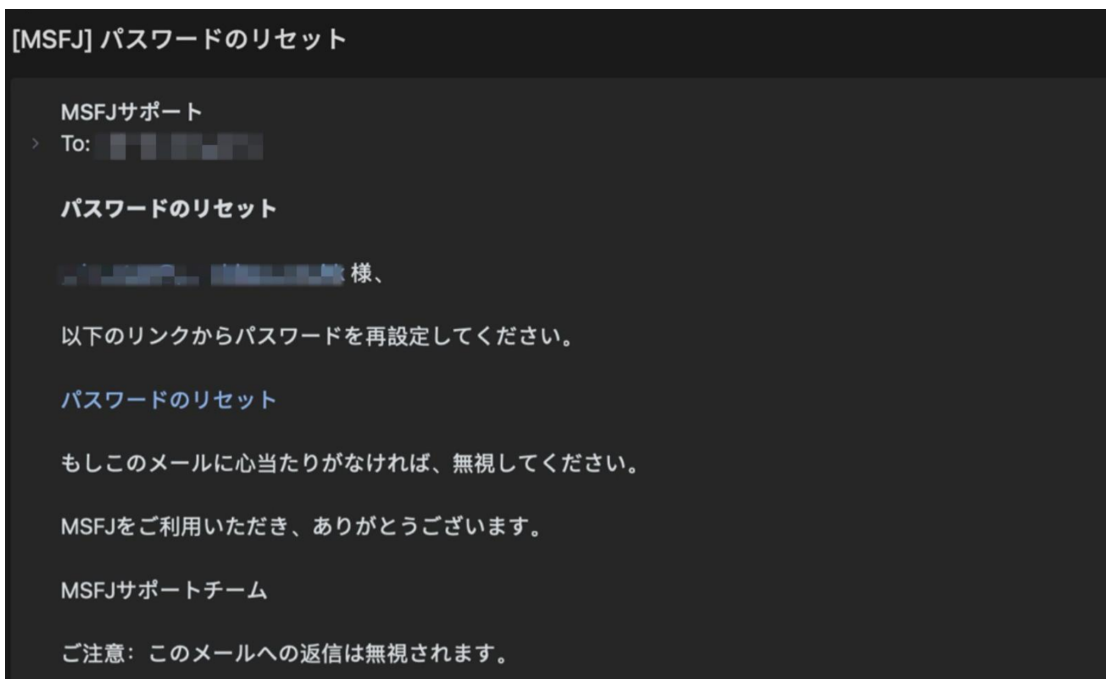 [MSFJ] パスワードのリセット
MSFJサポート
To:
パスワードのリセット
様、
以下のリンクからパスワードを再設定してください。
パスワードのリセット
もしこのメールに心当たりがなければ、無視してください。
MSFJをご利用いただき、ありがとうございます。
MSFJサポートチーム
ご注意：このメールへの返信は無視されます。